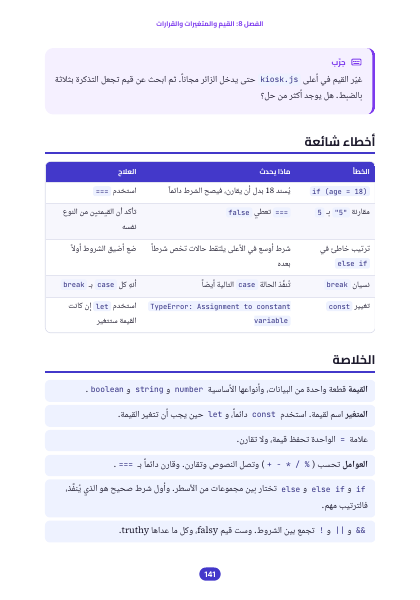 الفصل 8: القيم والمتغيرات والقرارات
جرّب
غيّر القيم في أعلى kiosk.js حتى يدخل الزائر مجاناً. ثم ابحث عن قيم تجعل التذكرة بثلاثة
بالضبط. هل يوجد أكثر من حل؟
أخطاء شائعة
الخطأ ماذا يحدث العلاج
if (age = 18) يُسند 18 بدل أن يقارن، فيصبح الشرط دائماً استخدم ===
مقارنة "5" بـ 5 === تعطي false تأكد أن القيمتين من النوع
نفسه
ترتيب خاطئ في شرط أوسع في الأعلى يلتقط حالات تخص شرطاً ضع أضيق الشروط أولاً
else if بعده
نسيان break تُنفَّذ الحالة case التالية أيضاً أنهِ كل case بـ break
تغيير const TypeError: Assignment to constant استخدم let إن كانت
variable القيمة ستتغير
الخلاصة
القيمة قطعة واحدة من البيانات، وأنواعها الأساسية number و string و boolean .
المتغير اسم لقيمة. استخدم const دائماً، و let حين يجب أن تتغير القيمة.
علامة = الواحدة تحفظ قيمة، ولا تقارن.
العوامل تحسب ( + - * / % ) وتصل النصوص وتقارن. وقارن دائماً بـ === .
if و else if و else تختار بين مجموعات من الأسطر. وأول شرط صحيح هو الذي يُنفَّذ،
فالترتيب مهم.
&& و || و ! تجمع بين الشروط. وست قيم falsy، وكل ما عداها truthy.
141